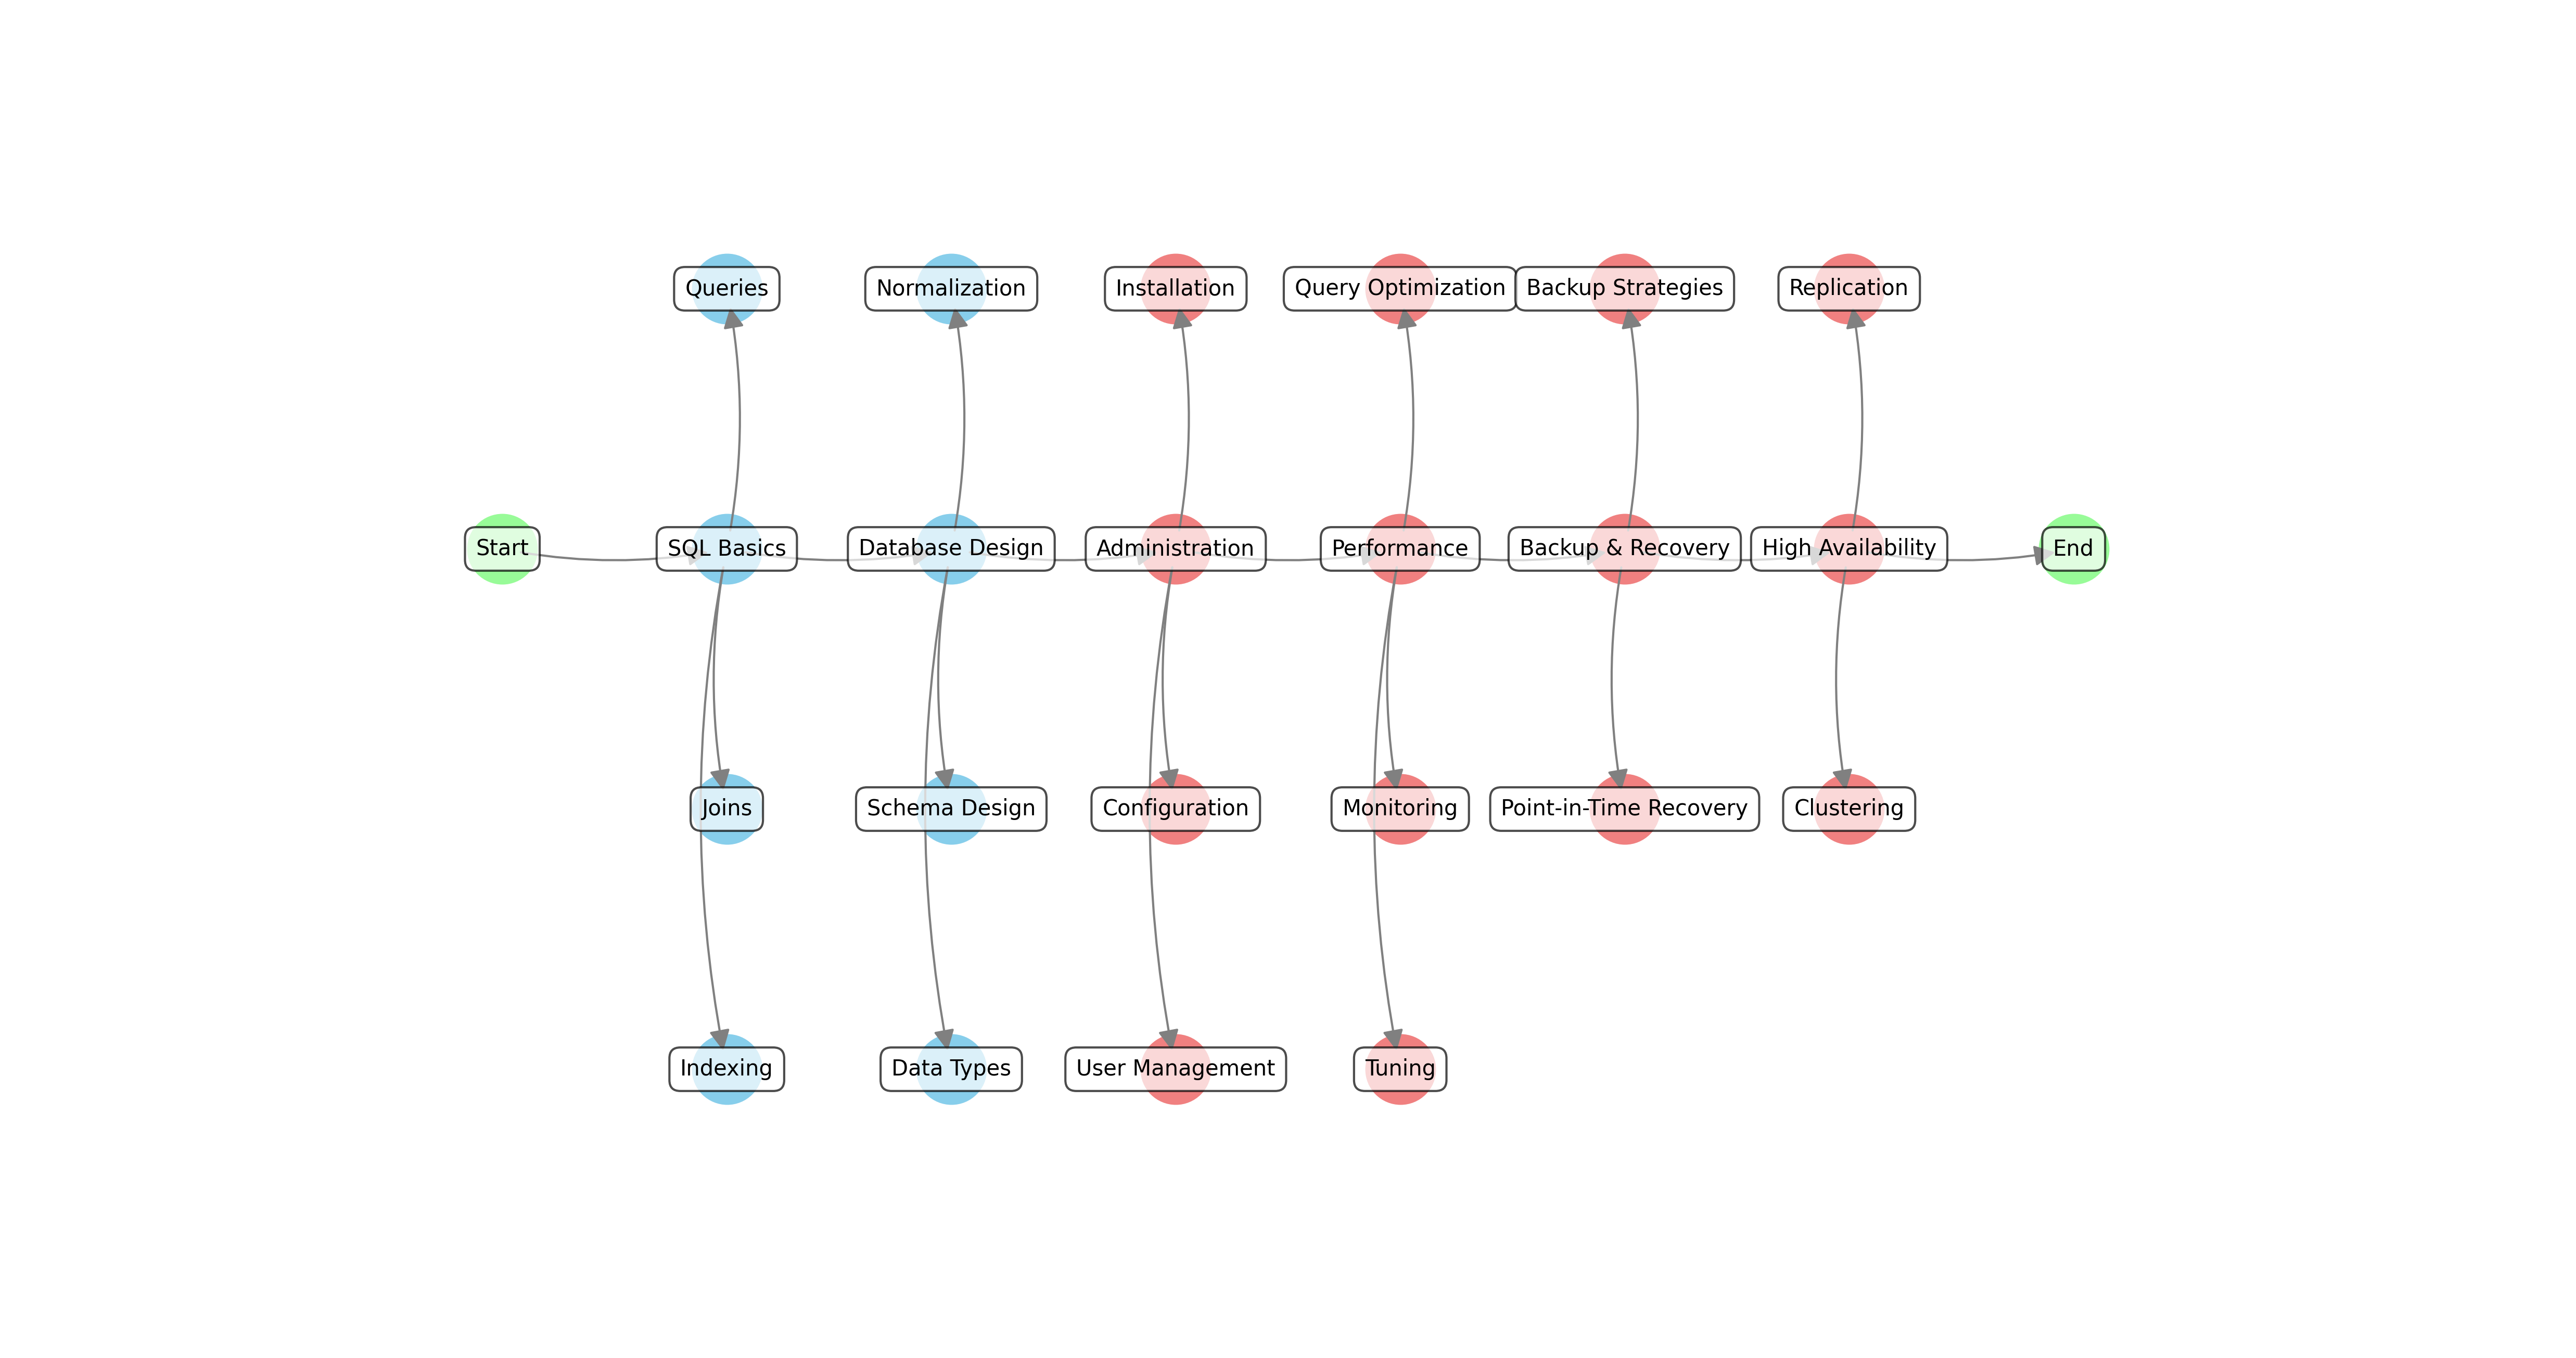 Queries
Normalization
Installation
Query Optimization
Backup Strategies
Replication
Start
SQL Basics
Database Design
Administration
Performance
Backup & Recovery
High Availability
End
Joins
Schema Design
Configuration
Monitoring
Point-in-Time Recovery
Clustering
Indexing
Data Types
User Management
Tuning